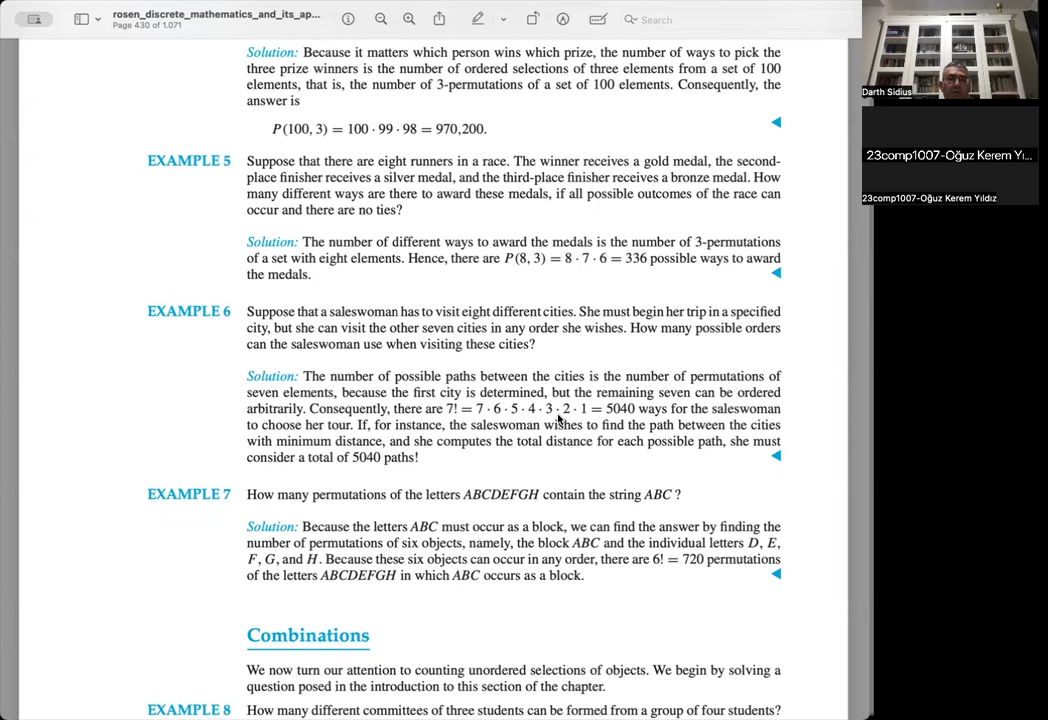 rosen_discrete_mathematics_and_its_ap...
Page 430 of 1.071
Search
Solution: Because it matters which person wins which prize, the number of ways to pick the
three prize winners is the number of ordered selections of three elements from a set of 100
elements, that is, the number of 3-permutations of a set of 100 elements. Consequently, the
answer is
P(100, 3) = 100 · 99 · 98 = 970,200.
EXAMPLE 5 Suppose that there are eight runners in a race. The winner receives a gold medal, the second-
place finisher receives a silver medal, and the third-place finisher receives a bronze medal. How
many different ways are there to award these medals, if all possible outcomes of the race can
occur and there are no ties?
Solution: The number of different ways to award the medals is the number of 3-permutations
of a set with eight elements. Hence, there are P(8, 3) = 8 · 7 · 6 = 336 possible ways to award
the medals.
EXAMPLE 6 Suppose that a saleswoman has to visit eight different cities. She must begin her trip in a specified
city, but she can visit the other seven cities in any order she wishes. How many possible orders
can the saleswoman use when visiting these cities?
Solution: The number of possible paths between the cities is the number of permutations of
seven elements, because the first city is determined, but the remaining seven can be ordered
arbitrarily. Consequently, there are 7! = 7 · 6 · 5 · 4 · 3 · 2 · 1 = 5040 ways for the saleswoman
to choose her tour. If, for instance, the saleswoman wishes to find the path between the cities
with minimum distance, and she computes the total distance for each possible path, she must
consider a total of 5040 paths!
EXAMPLE 7 How many permutations of the letters ABCDEFGH contain the string ABC ?
Solution: Because the letters ABC must occur as a block, we can find the answer by finding the
number of permutations of six objects, namely, the block ABC and the individual letters D, E,
F, G, and H. Because these six objects can occur in any order, there are 6! = 720 permutations
of the letters ABCDEFGH in which ABC occurs as a block.
Combinations
We now turn our attention to counting unordered selections of objects. We begin by solving a
question posed in the introduction to this section of the chapter.
EXAMPLE 8 How many different committees of three students can be formed from a group of four students?
Darth Sidius
23comp1007-Oğuz Kerem Yı...
23comp1007-Oğuz Kerem Yıldız